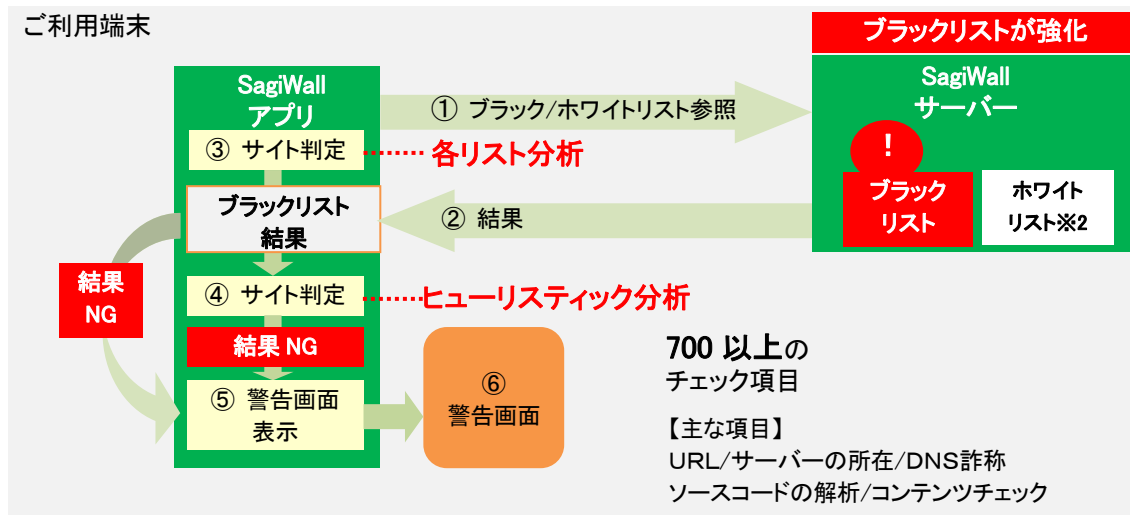 ご利用端末
ブラックリストが強化
SagiWall
アプリ
SagiWall
サーバー
① ブラック/ホワイトリスト参照
③ サイト判定
各リスト分析
!
ブラック
リスト
ホワイト
リスト※2
ブラックリスト
結果
② 結果
結果
NG
④ サイト判定
ヒューリスティック分析
結果 NG
⑤ 警告画面
表示
⑥
警告画面
700 以上の
チェック項目
【主な項目】
URL/サーバーの所在/DNS詐称
ソースコードの解析/コンテンツチェック